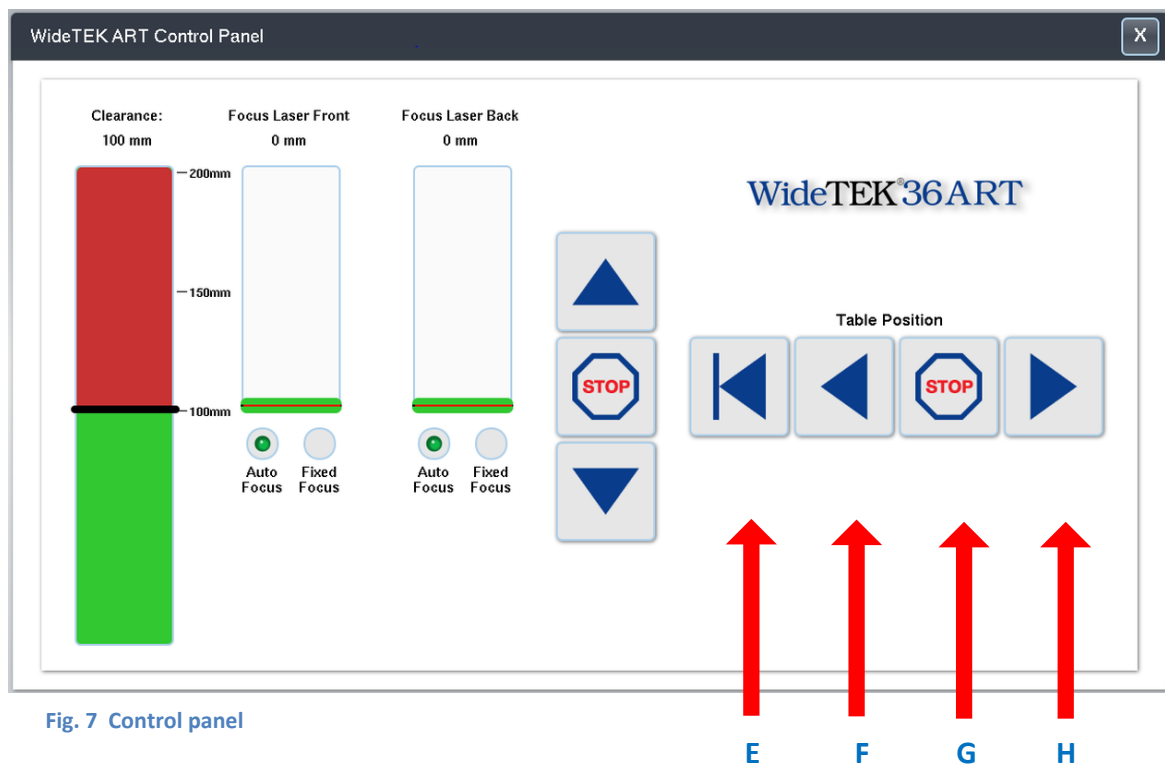 WideTEK ART Control Panel
X
Clearance:
100 mm
Focus Laser Front
0 mm
Focus Laser Back
0 mm
200mm
150mm
100mm
Auto Focus
Fixed Focus
Auto Focus
Fixed Focus
STOP
WideTEK®36ART
Table Position
STOP
Fig. 7 Control panel
E F G H